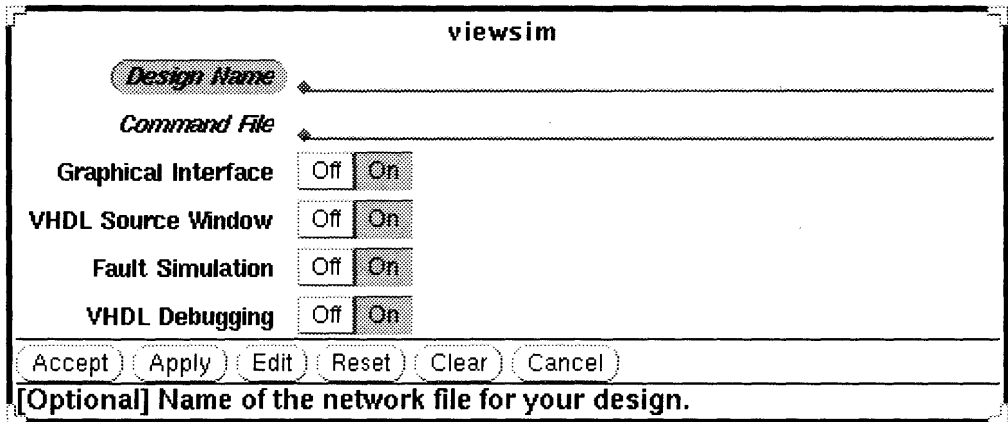 viewsim
Design Name
Command File
Graphical Interface Off On
VHDL Source Window Off On
Fault Simulation Off On
VHDL Debugging Off On
Accept Apply Edit Reset Clear Cancel
[Optional] Name of the network file for your design.